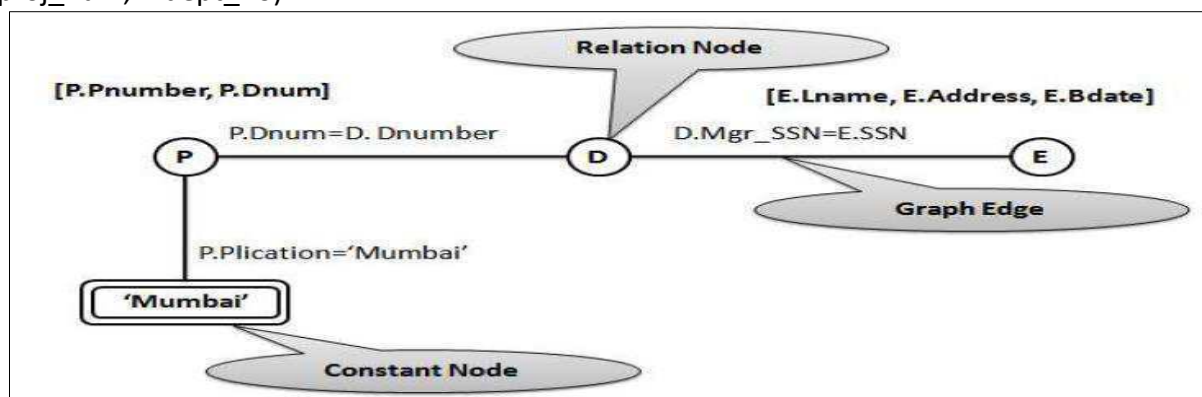 Relation Node
[P.Pnumber, P.Dnum]
[E.Lname, E.Address, E.Bdate]
P.Dnum=D. Dnumber
D.Mgr_SSN=E.SSN
P
D
E
Graph Edge
P.Plication=‘Mumbai’
‘Mumbai’
Constant Node